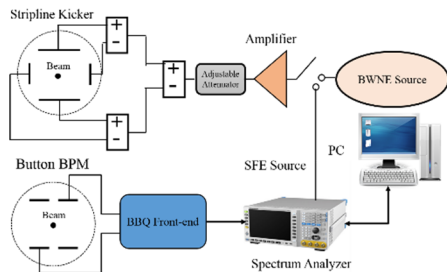 Stripline Kicker
Beam
+
-
+
-
+
-
Adjustable
Attenuator
Amplifier
BWNE Source
SFE Source
PC
Button BPM
Beam
BBQ Front-end
Spectrum Analyzer